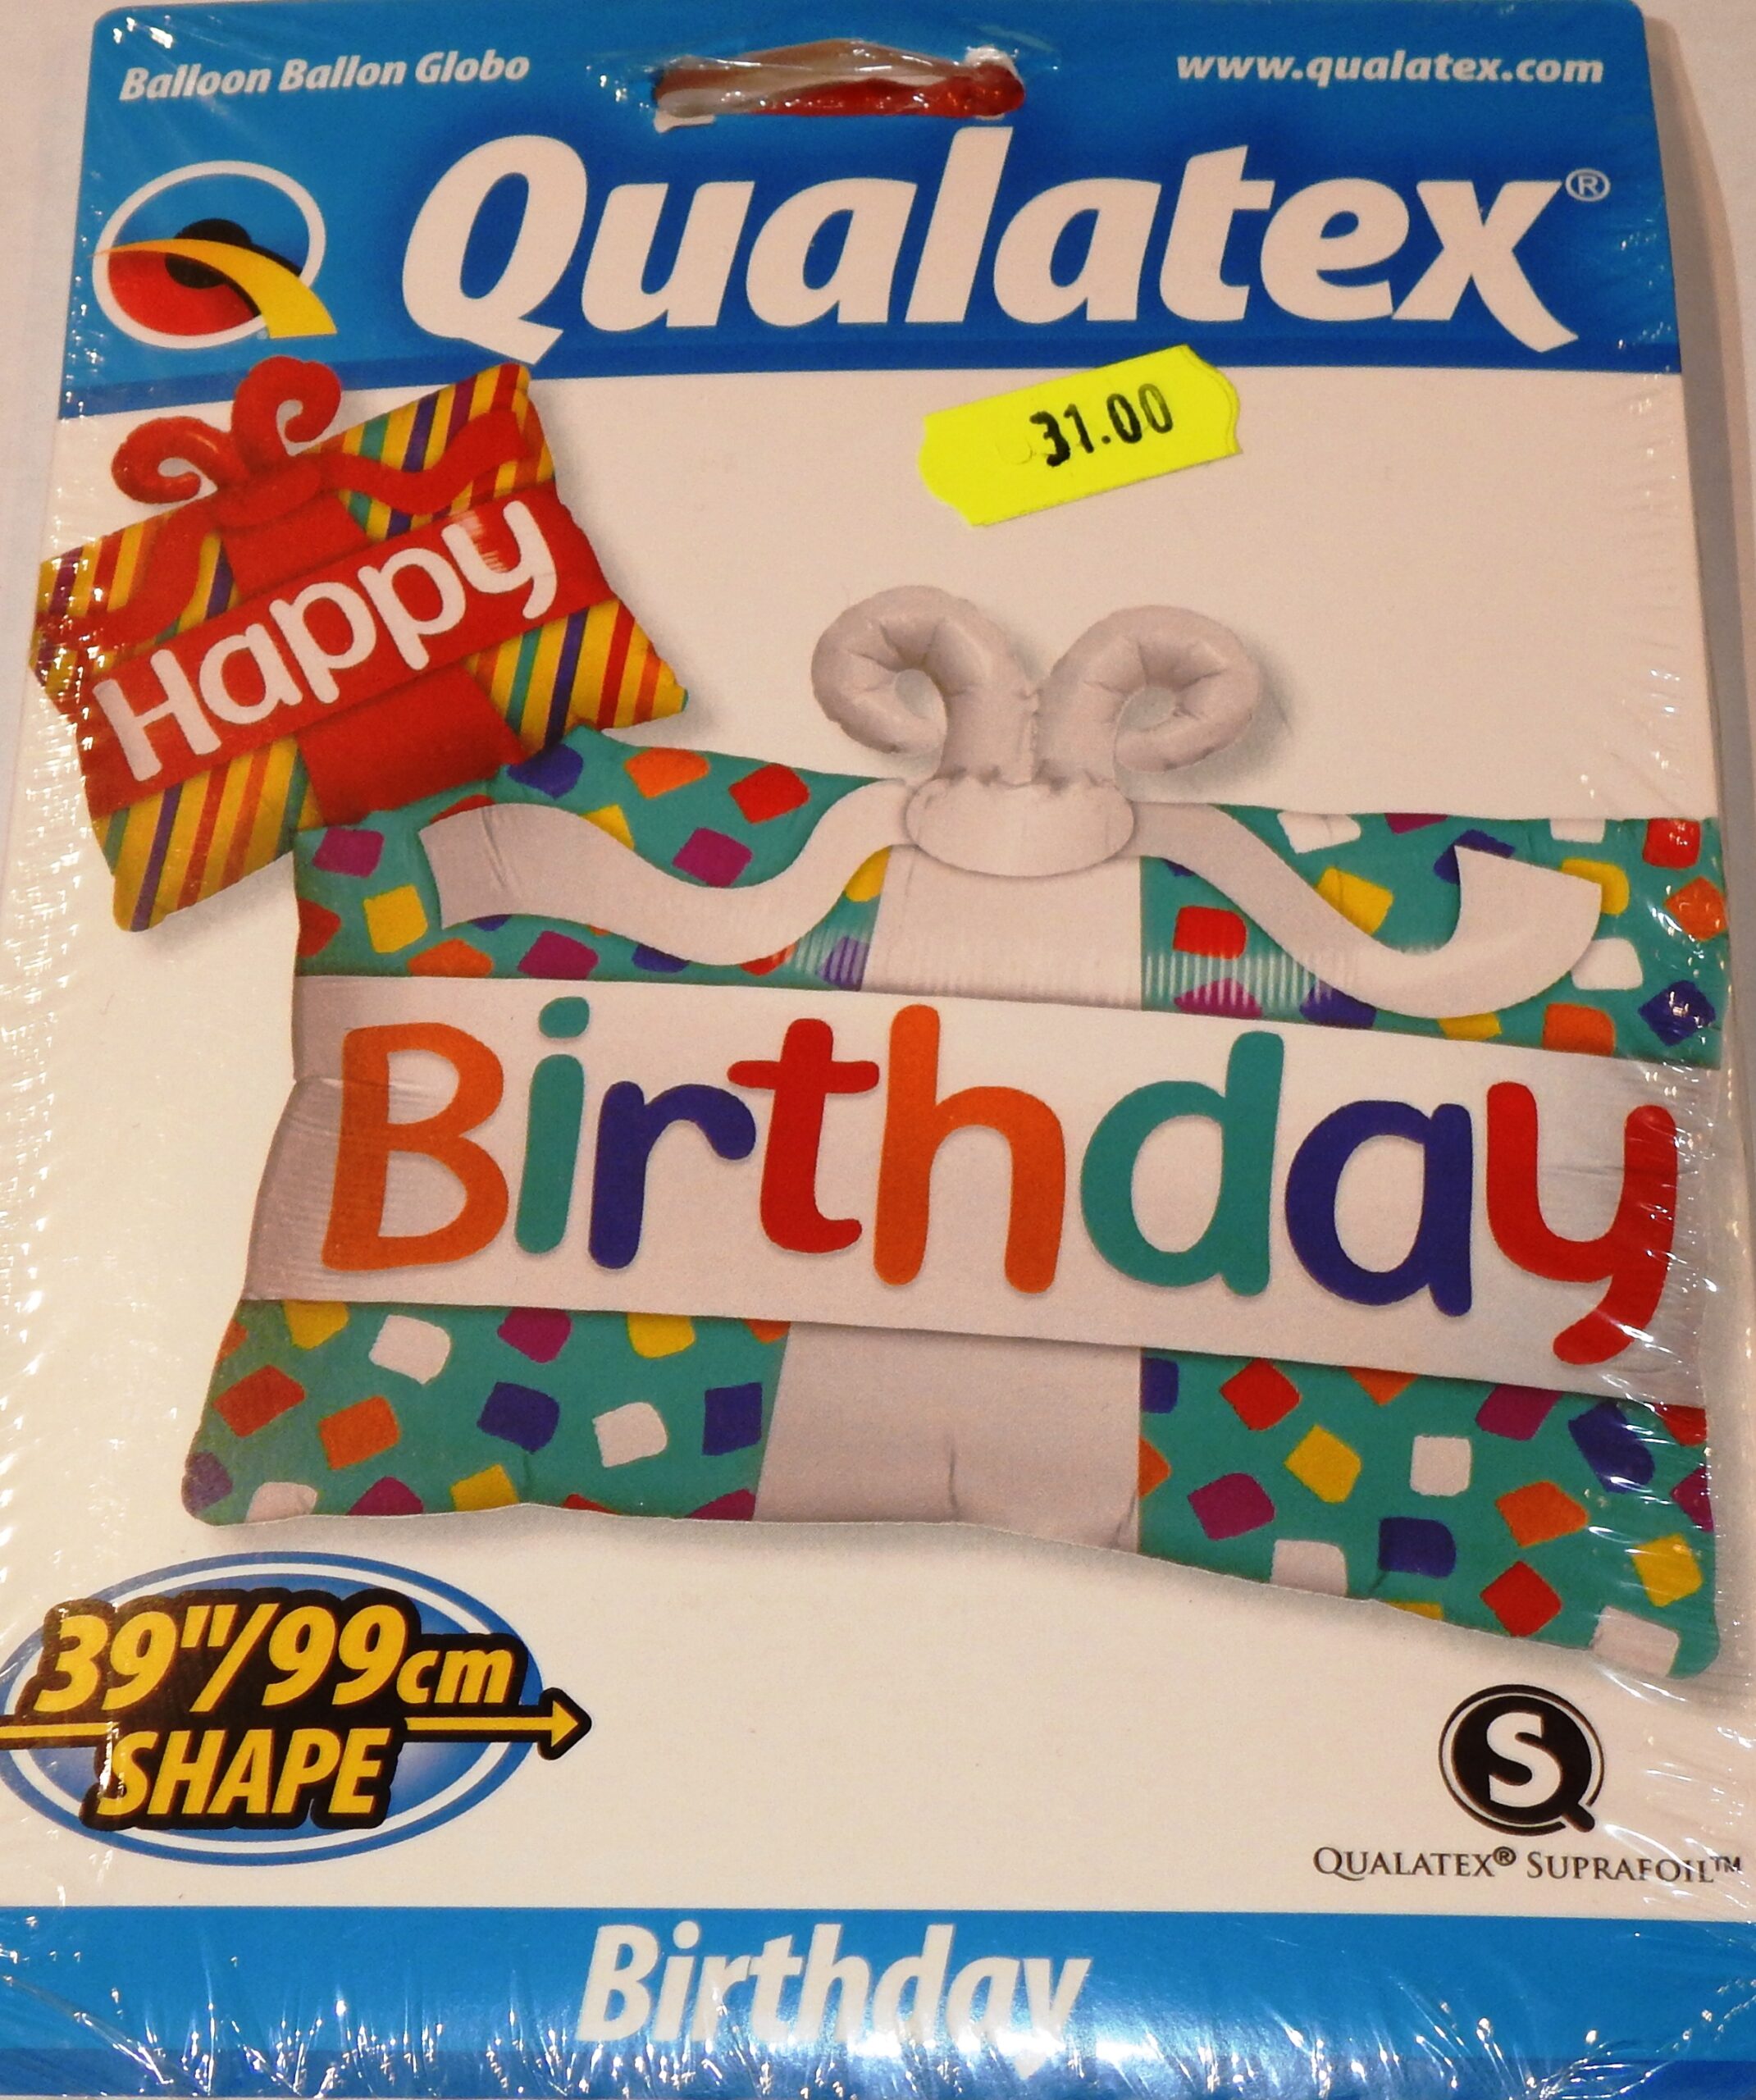 Balloon Ballon Globo
www.qualatex.com
Qualatex®
31.00
Happy
Birthday
39"/99cm
SHAPE
S
QUALATEX® SUPRAFOIL™
Birthday